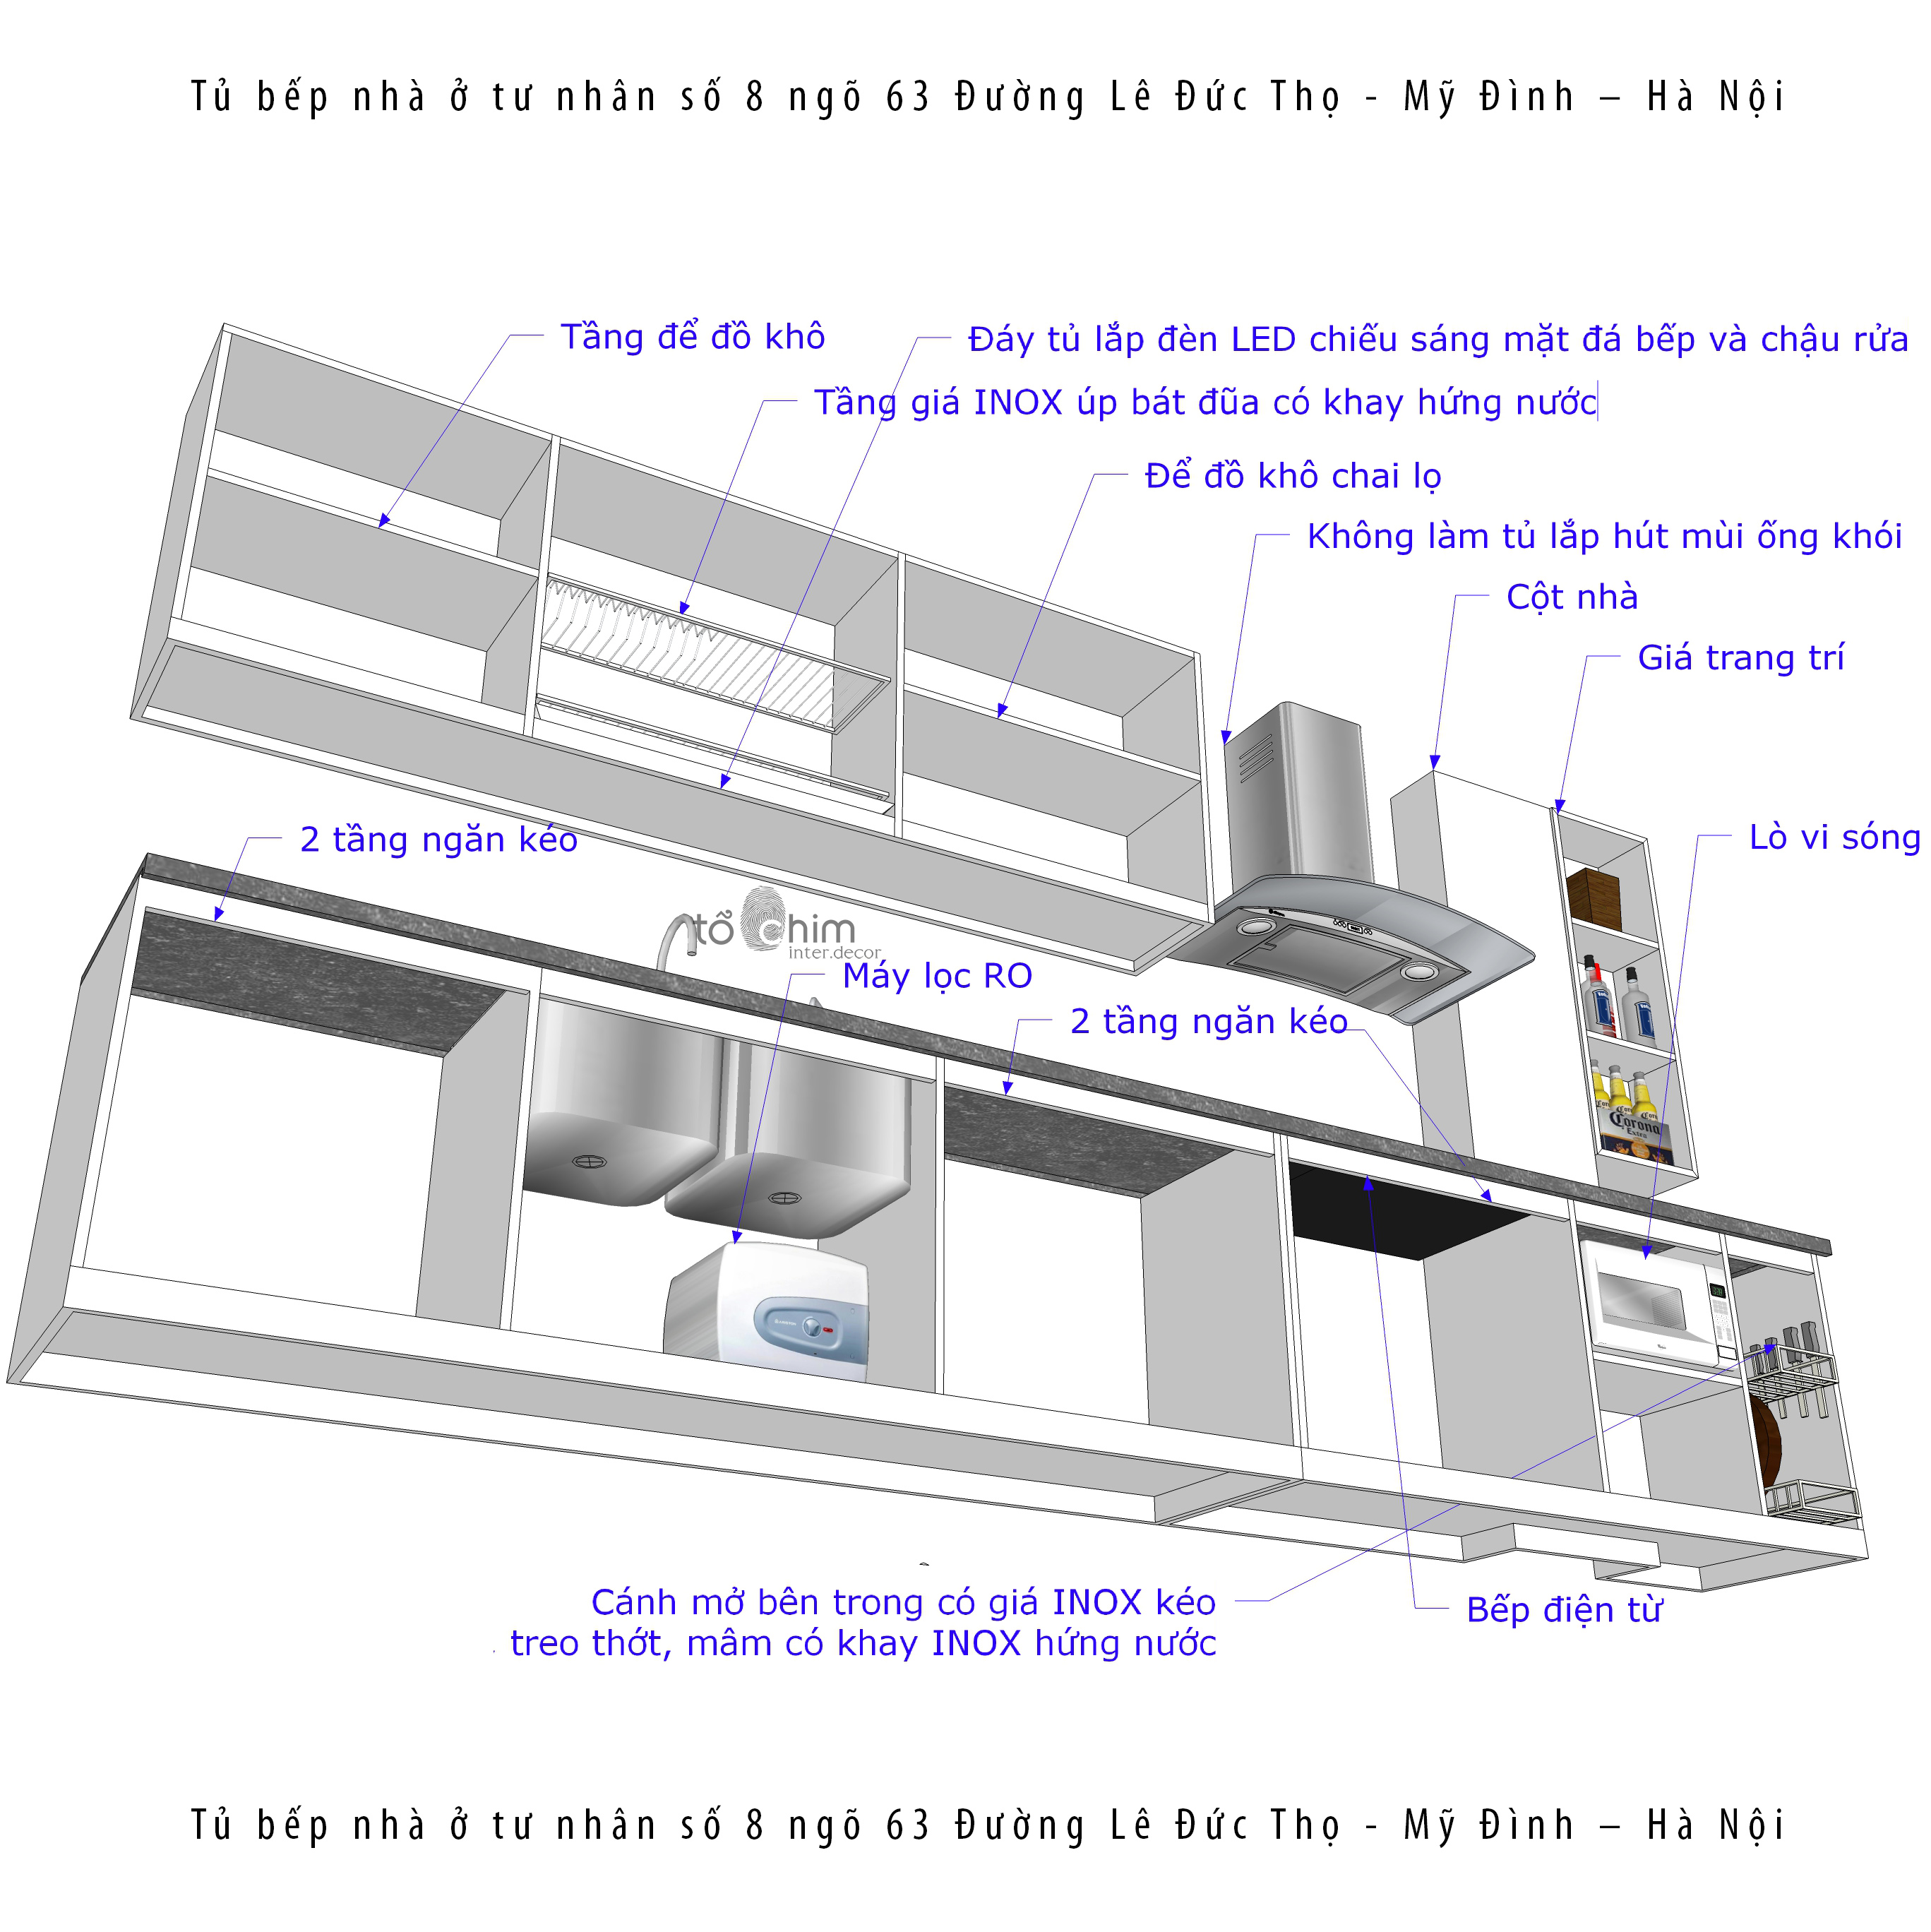 Tủ bếp nhà ở tư nhân số 8 ngõ 63 Đường Lê Đức Thọ - Mỹ Đình – Hà Nội
Tầng để đồ khô
Đáy tủ lắp đèn LED chiếu sáng mặt đá bếp và chậu rửa
Tầng giá INOX úp bát đũa có khay hứng nước
Để đồ khô chai lọ
Không làm tủ lắp hút mùi ống khói
Cột nhà
Giá trang trí
2 tầng ngăn kéo
Lò vi sóng
tổ chim
inter.decor
Máy lọc RO
2 tầng ngăn kéo
Corona
Extra
Cánh mở bên trong có giá INOX kéo
treo thớt, mâm có khay INOX hứng nước
Bếp điện từ
Tủ bếp nhà ở tư nhân số 8 ngõ 63 Đường Lê Đức Thọ - Mỹ Đình – Hà Nội